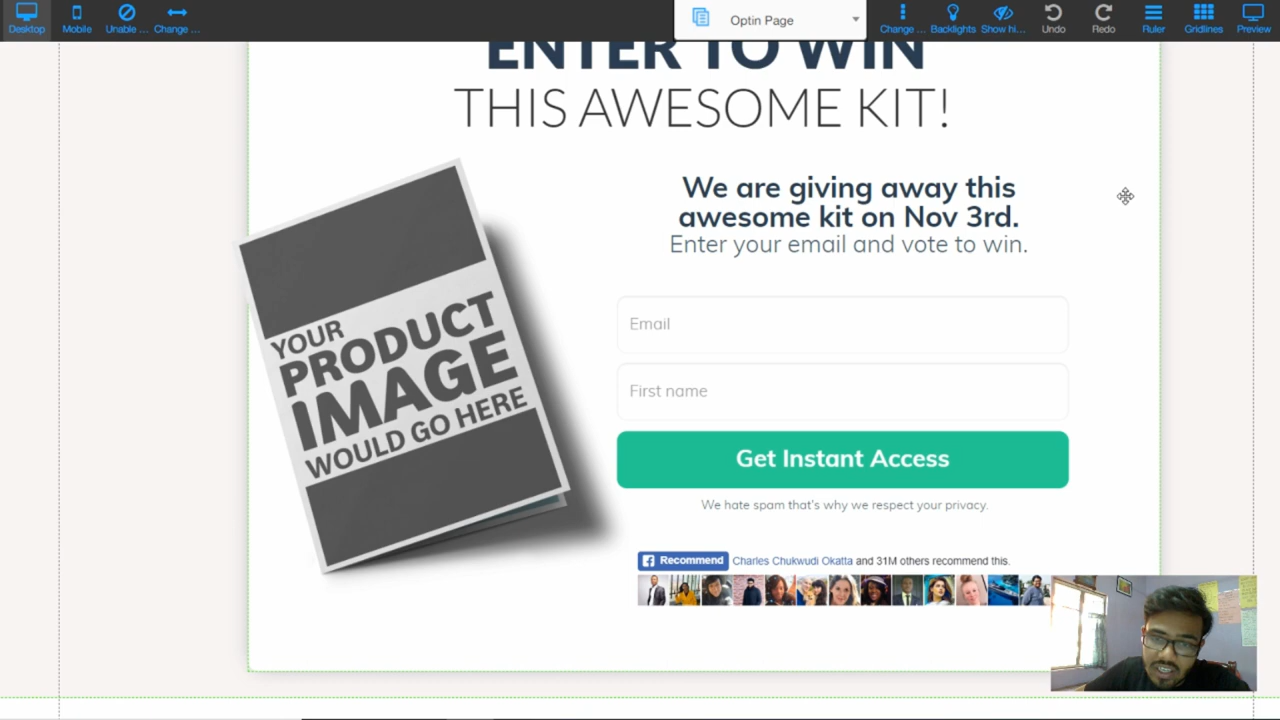 Desktop
Mobile
Unable ...
Change ...
Optin Page
Change ...
Backlights
Show hi...
Undo
Redo
Ruler
Gridlines
Preview
ENTER TO WIN
THIS AWESOME KIT!
We are giving away this
awesome kit on Nov 3rd.
Enter your email and vote to win.
YOUR
PRODUCT
IMAGE
WOULD GO HERE
Email
First name
Get Instant Access
We hate spam that's why we respect your privacy.
Recommend
Charles Chukwudi Okatta and 31M others recommend this.